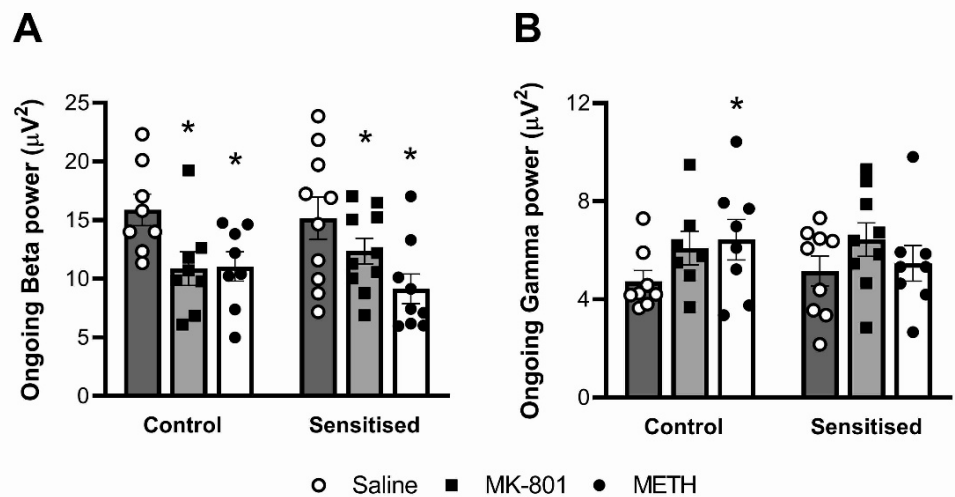 A
B
Ongoing Beta power (µV²)
25
20
15
10
5
0
* * * *
Control Sensitised
Ongoing Gamma power (µV²)
12
8
4
0
*
Control Sensitised
Saline MK-801 METH